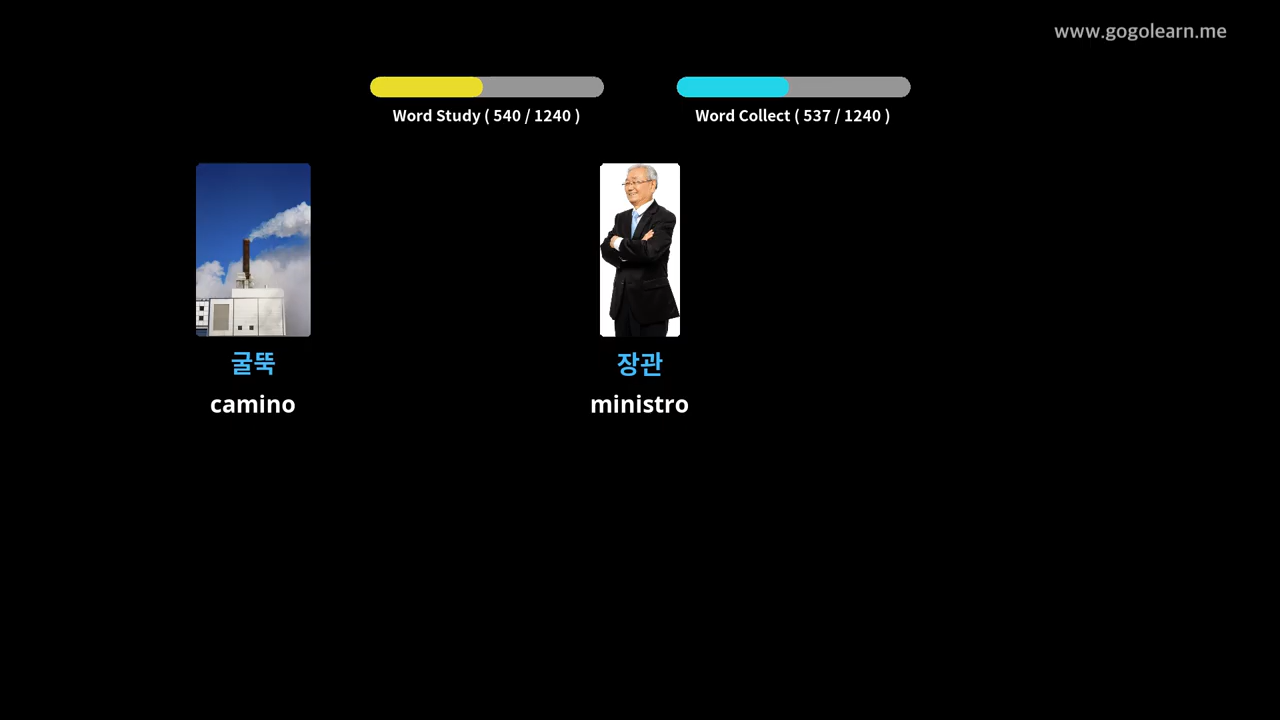 www.gogolearn.me
Word Study ( 540 / 1240 )
Word Collect ( 537 / 1240 )
굴뚝
camino
장관
ministro